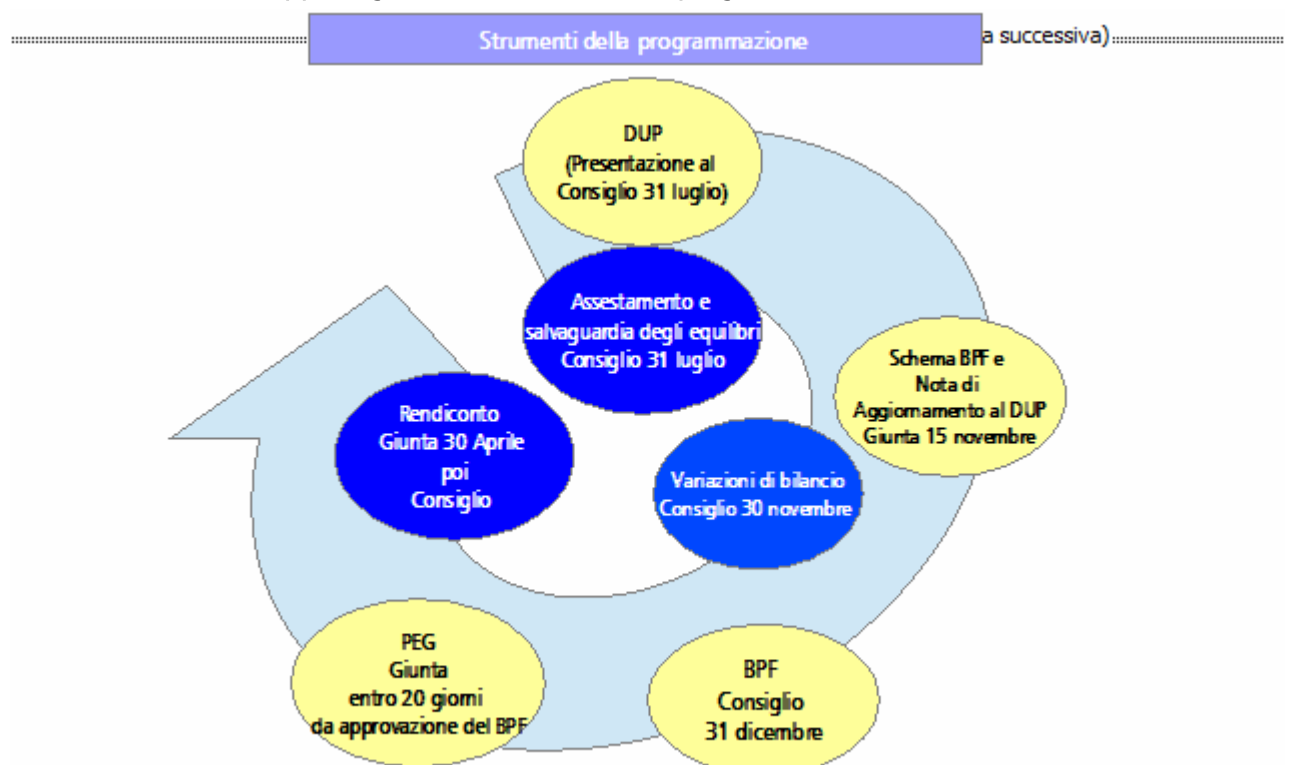 Strumenti della programmazione
a successiva)
DUP
(Presentazione al
Consiglio 31 luglio)
Assestamento e
salvaguardia degli equilibri
Consiglio 31 luglio
Schema BPF e
Nota di
Aggiornamento al DUP
Giunta 15 novembre
Rendiconto
Giunta 30 Aprile
poi
Consiglio
Variazioni di bilancio
Consiglio 30 novembre
PEG
Giunta
entro 20 giorni
da approvazione del BPF
BPF
Consiglio
31 dicembre